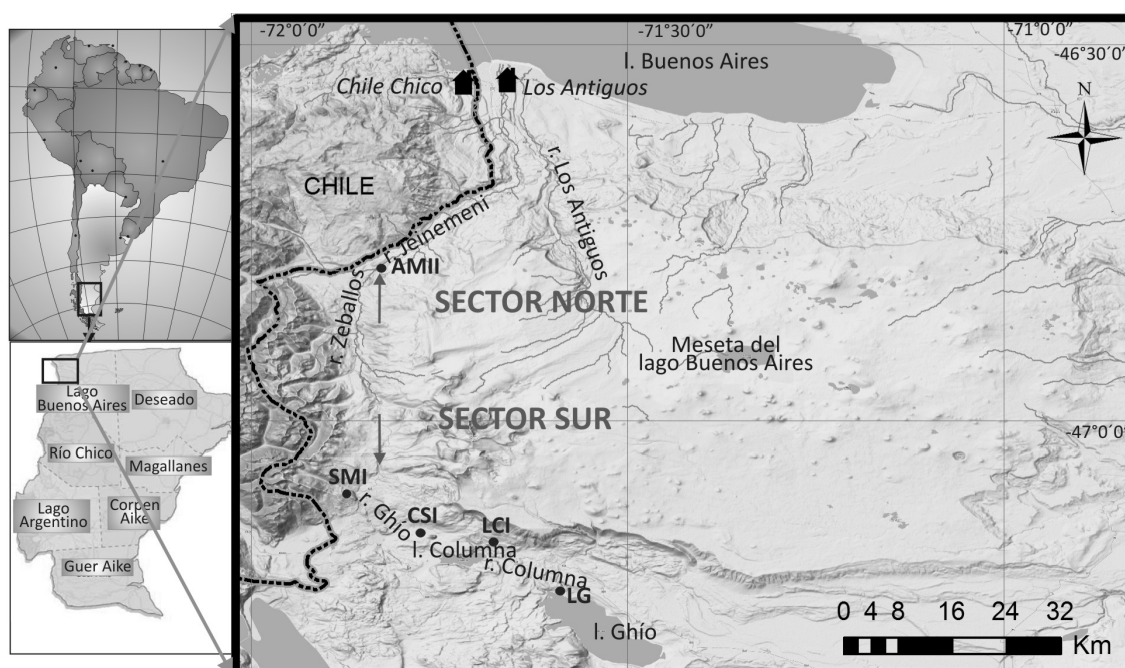 -72°0´0´´
-71°30´0´´
-71°0´0´´
-46°30´0´´
l. Buenos Aires
Chile Chico
Los Antiguos
N
CHILE
r. Los Antiguos
r. Jeinemeni
AMII
r. Zeballos
SECTOR NORTE
Meseta del
lago Buenos Aires
SECTOR SUR
-47°0´0´´
SMI
r. Ghío
CSI
LCI
l. Columna
r. Columna
LG
l. Ghío
0 4 8 16 24 32
Km
Lago
Buenos Aires
Deseado
Río Chico
Magallanes
Lago
Argentino
Corpen
Aike
Guer Aike